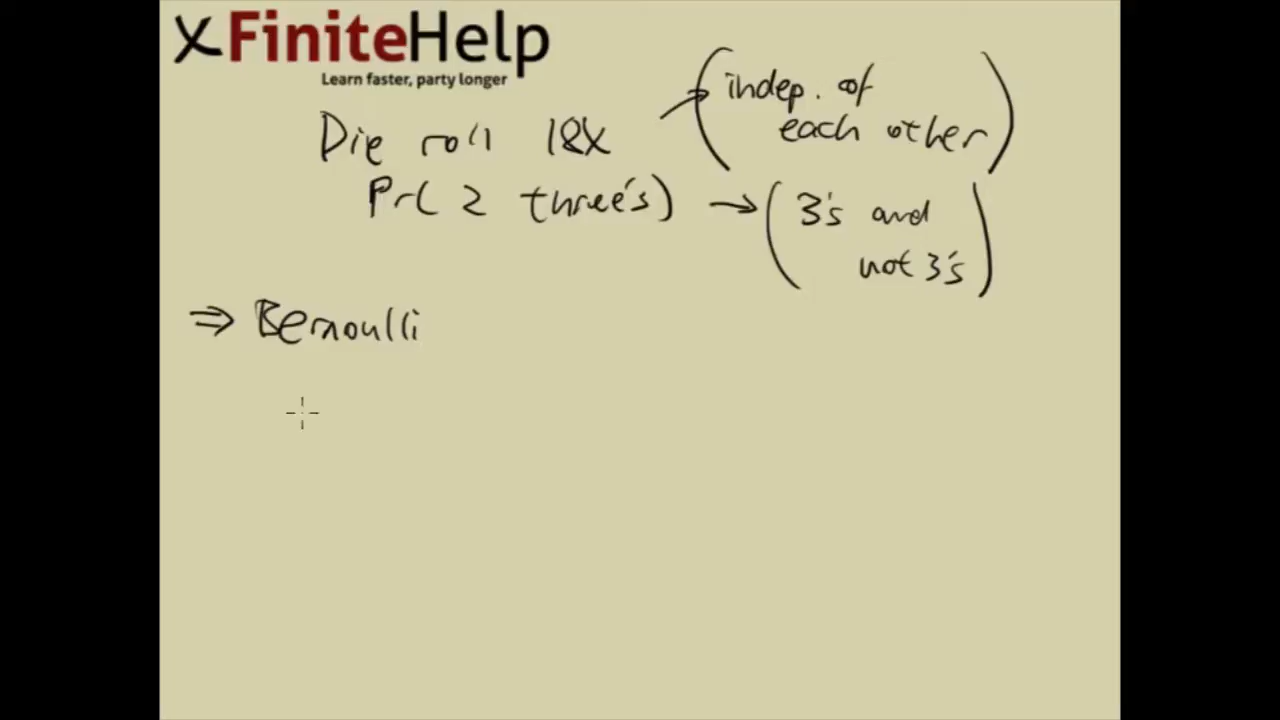 xFiniteHelp
Learn faster, party longer
Die roll 18X → (indep. of
each other)
Pr( 2 three's) → (3's and
not 3's)
⇒ Bernoulli